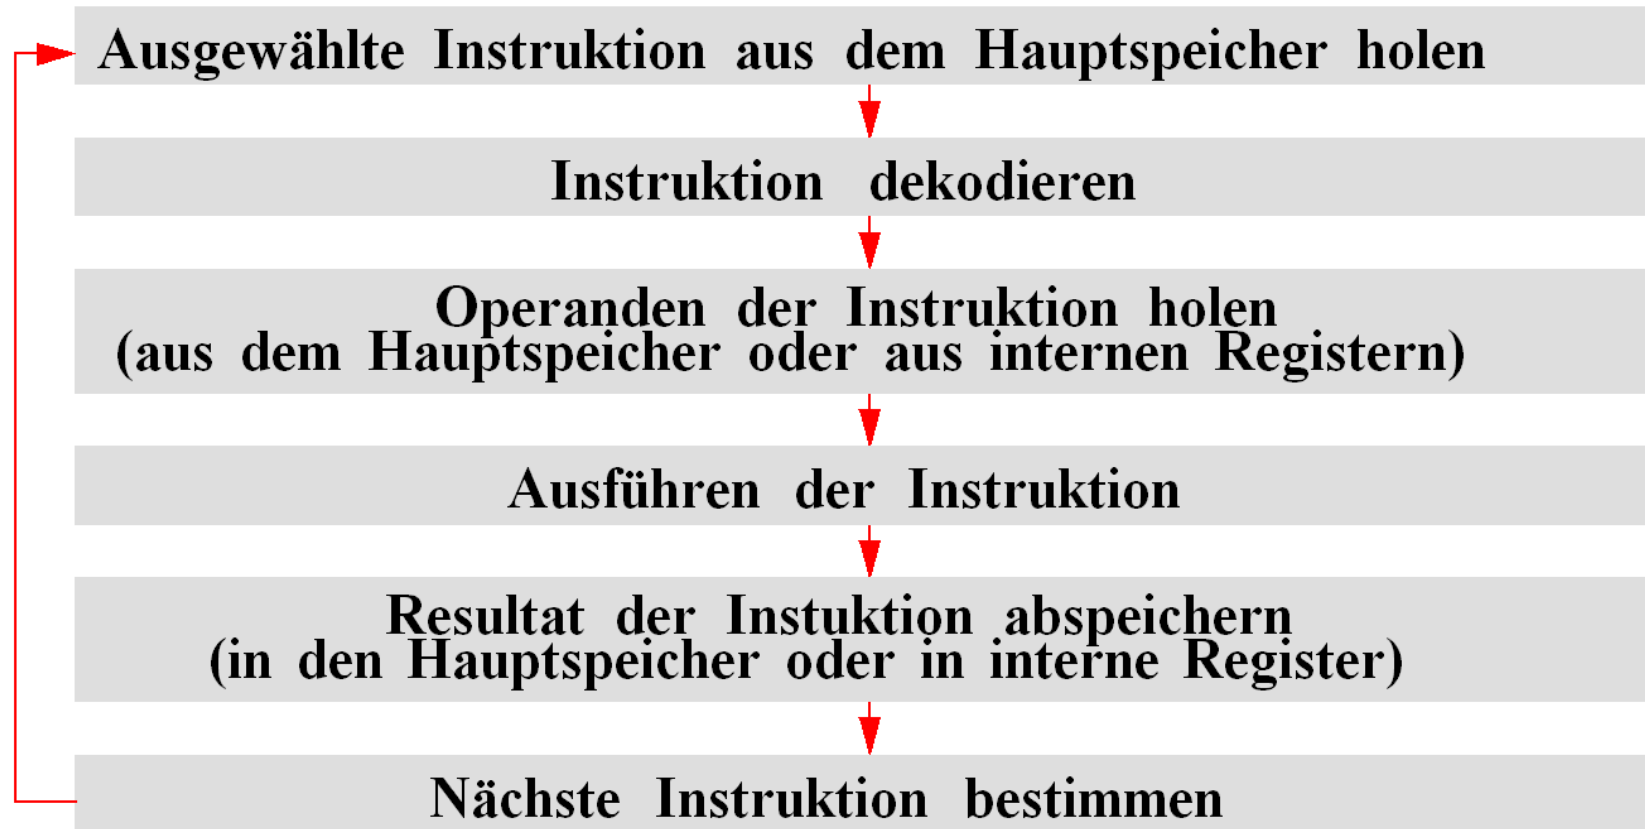 Ausgewählte Instruktion aus dem Hauptspeicher holen
Instruktion dekodieren
Operanden der Instruktion holen
(aus dem Hauptspeicher oder aus internen Registern)
Ausführen der Instruktion
Resultat der Instuktion abspeichern
(in den Hauptspeicher oder in interne Register)
Nächste Instruktion bestimmen